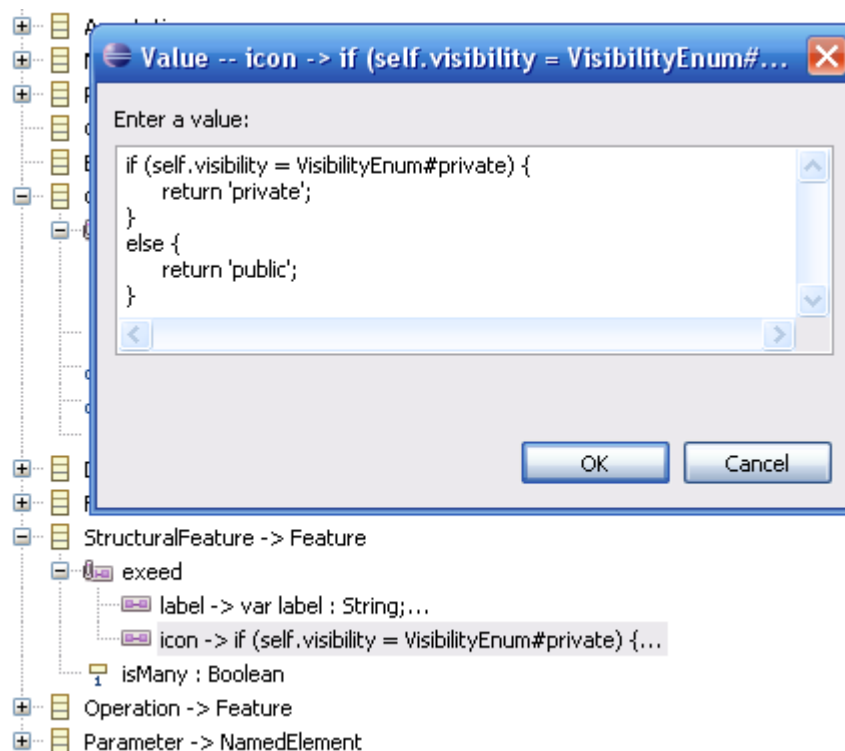 Value -- icon -> if (self.visibility = VisibilityEnum#...
Enter a value:
if (self.visibility = VisibilityEnum#private) {
return 'private';
}
else {
return 'public';
}
OK
Cancel
StructuralFeature -> Feature
exeed
label -> var label : String;...
icon -> if (self.visibility = VisibilityEnum#private) {...
isMany : Boolean
Operation -> Feature
Parameter -> NamedElement